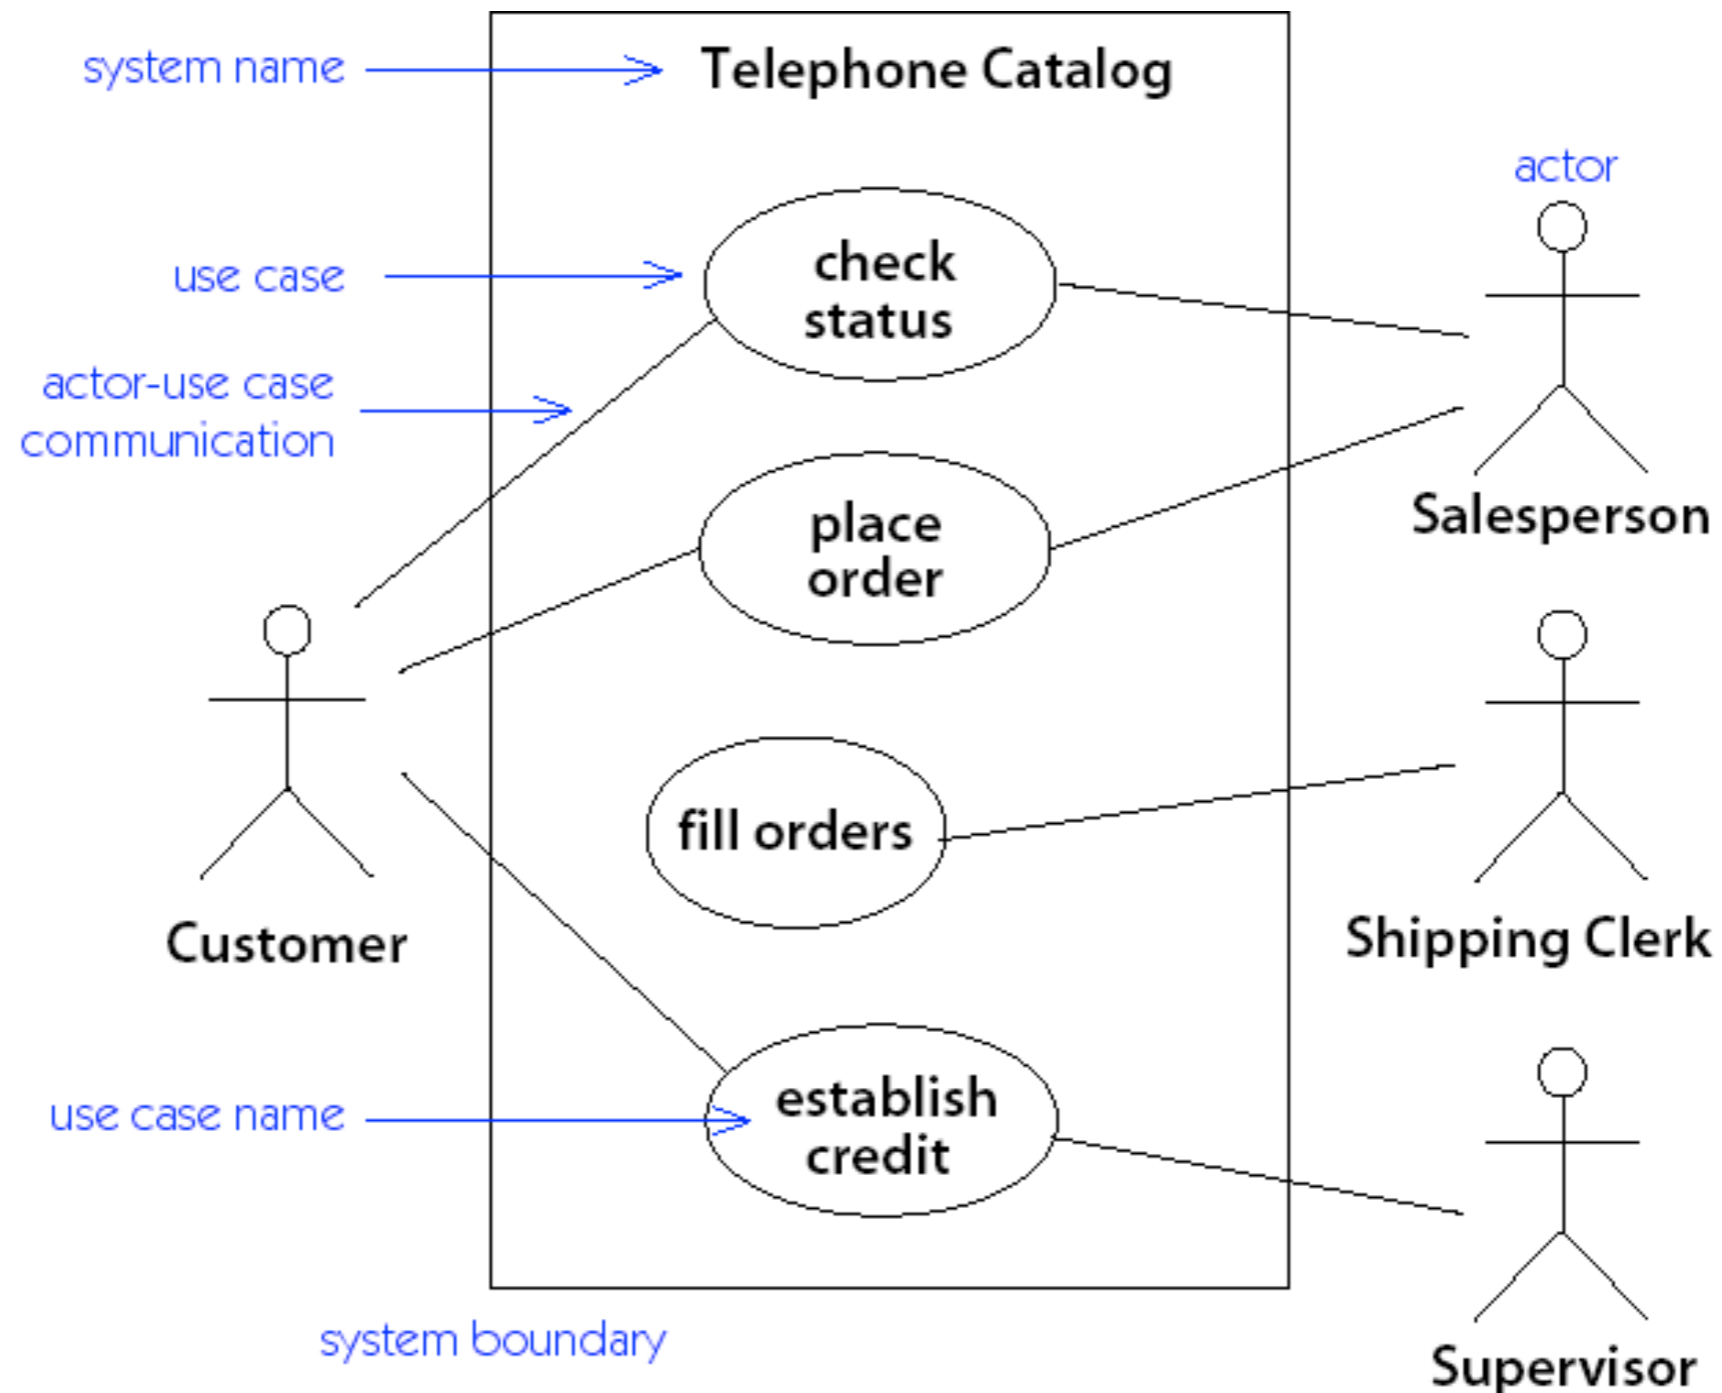 system name
Telephone Catalog
actor
use case
check
status
actor-use case
communication
place
order
Salesperson
fill orders
Customer
Shipping Clerk
use case name
establish
credit
system boundary
Supervisor